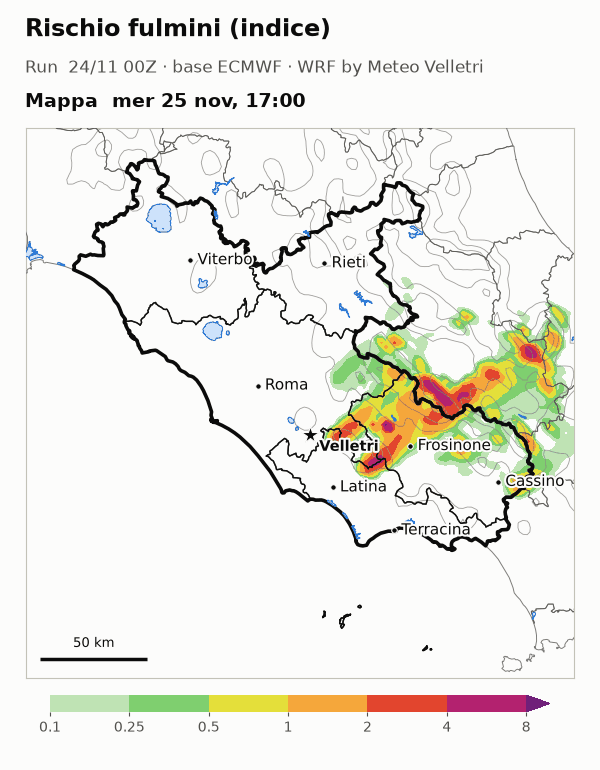 Rischio fulmini (indice)
Run  24/11 00Z · base ECMWF · WRF by Meteo Velletri
Mappa  mer 25 nov, 17:00
Viterbo
Rieti
Roma
Velletri
Frosinone
Latina
Cassino
Terracina
50 km
0.1 0.25 0.5 1 2 4 8